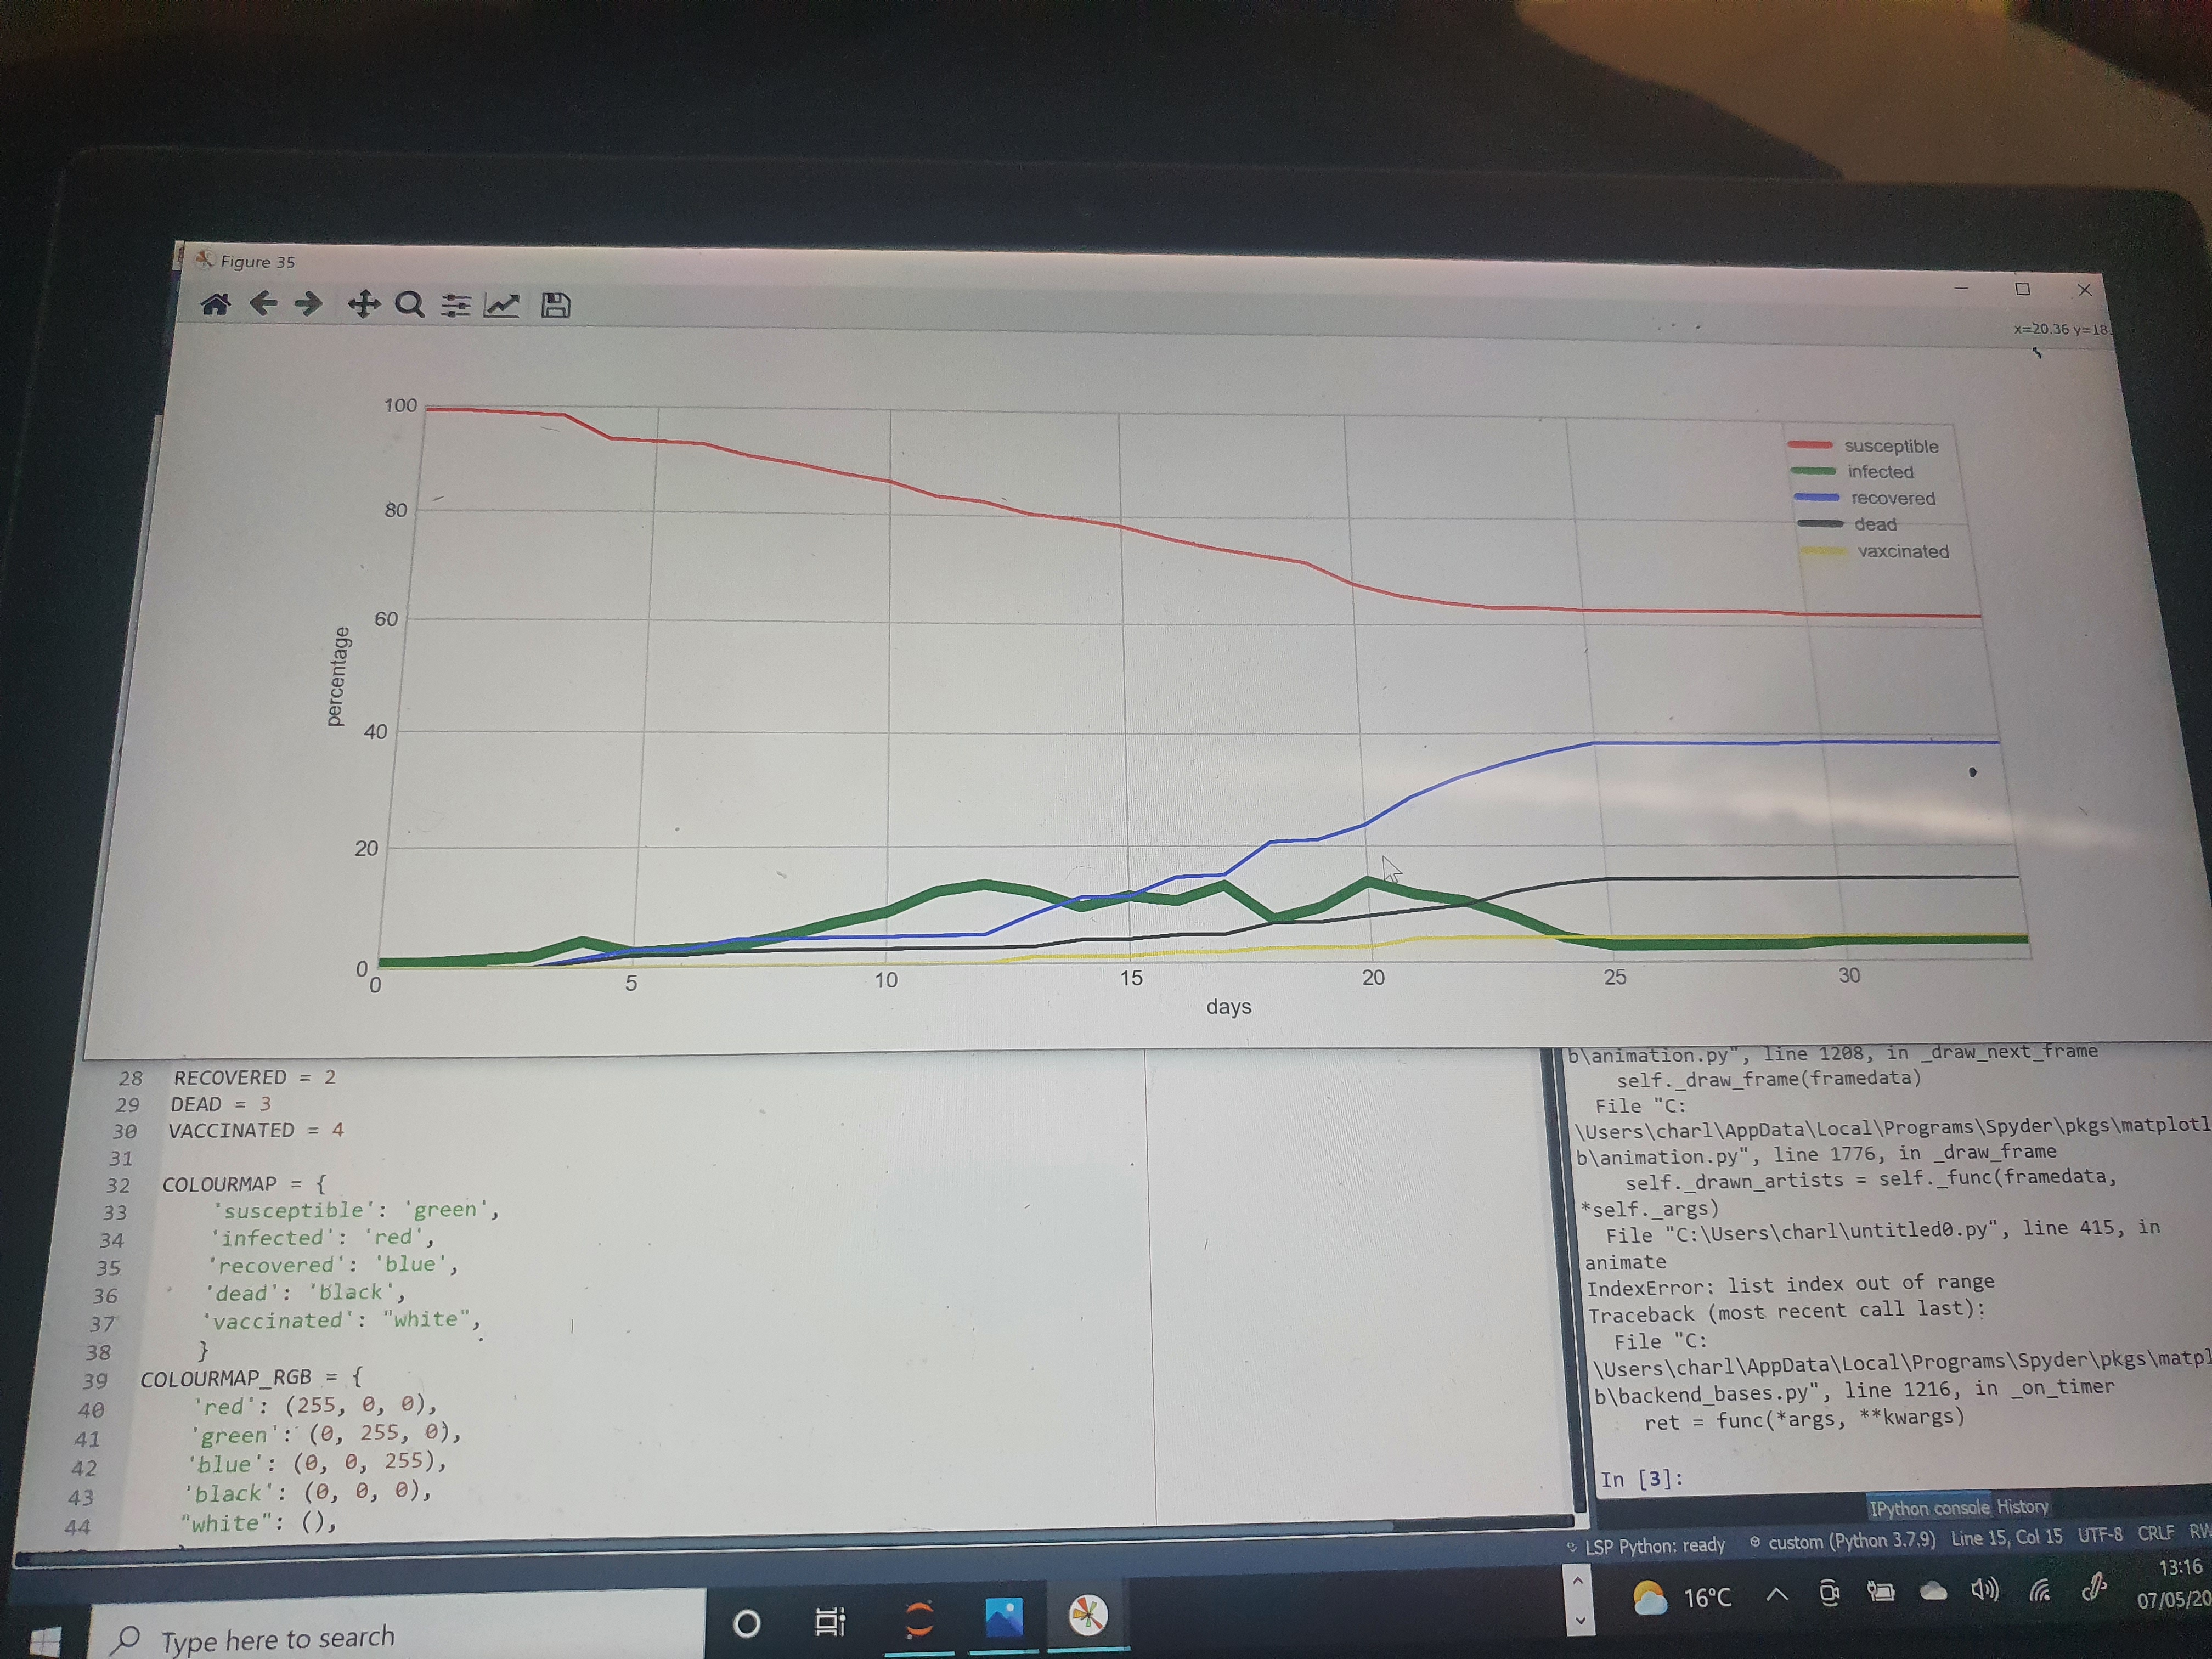 Figure 35
x=20.36 y=18.
100
80
60
40
20
0
percentage
0 5 10 15 20 25 30
days
susceptible
infected
recovered
dead
vaxcinated
28 RECOVERED = 2
29 DEAD = 3
30 VACCINATED = 4
31
32 COLOURMAP = {
33 'susceptible': 'green',
34 'infected': 'red',
35 'recovered': 'blue',
36 'dead': 'black',
37 'vaccinated': "white",
38 }
39 COLOURMAP_RGB = {
40 'red': (255, 0, 0),
41 'green': (0, 255, 0),
42 'blue': (0, 0, 255),
43 'black': (0, 0, 0),
44 "white": (),
b\animation.py", line 1208, in _draw_next_frame
self._draw_frame(framedata)
File "C:
\Users\charl\AppData\Local\Programs\Spyder\pkgs\matplotl
b\animation.py", line 1776, in _draw_frame
self._drawn_artists = self._func(framedata,
*self._args)
File "C:\Users\charl\untitled0.py", line 415, in
animate
IndexError: list index out of range
Traceback (most recent call last):
File "C:
\Users\charl\AppData\Local\Programs\Spyder\pkgs\matpl
b\backend_bases.py", line 1216, in _on_timer
ret = func(*args, **kwargs)
In [3]:
IPython console History
LSP Python: ready custom (Python 3.7.9) Line 15, Col 15 UTF-8 CRLF RW
Type here to search
16°C
13:16
07/05/20